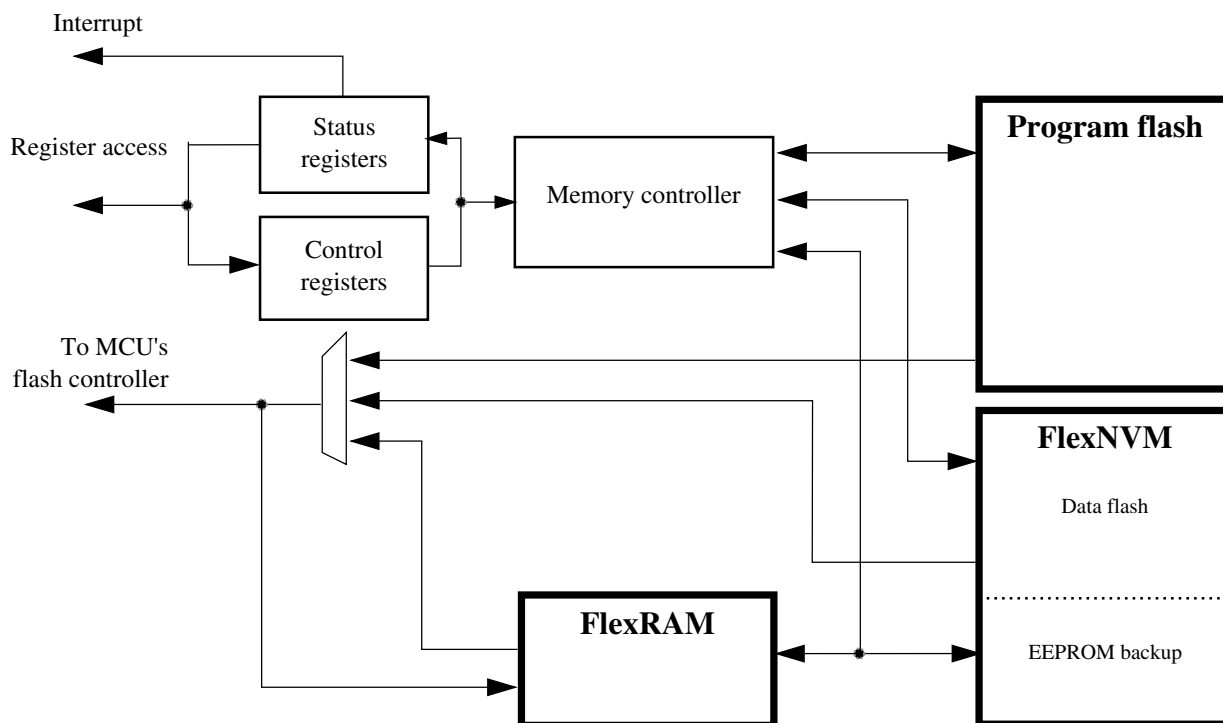 Interrupt
Register access
Status
registers
Control
registers
Memory controller
Program flash
To MCU's
flash controller
FlexNVM
Data flash
EEPROM backup
FlexRAM